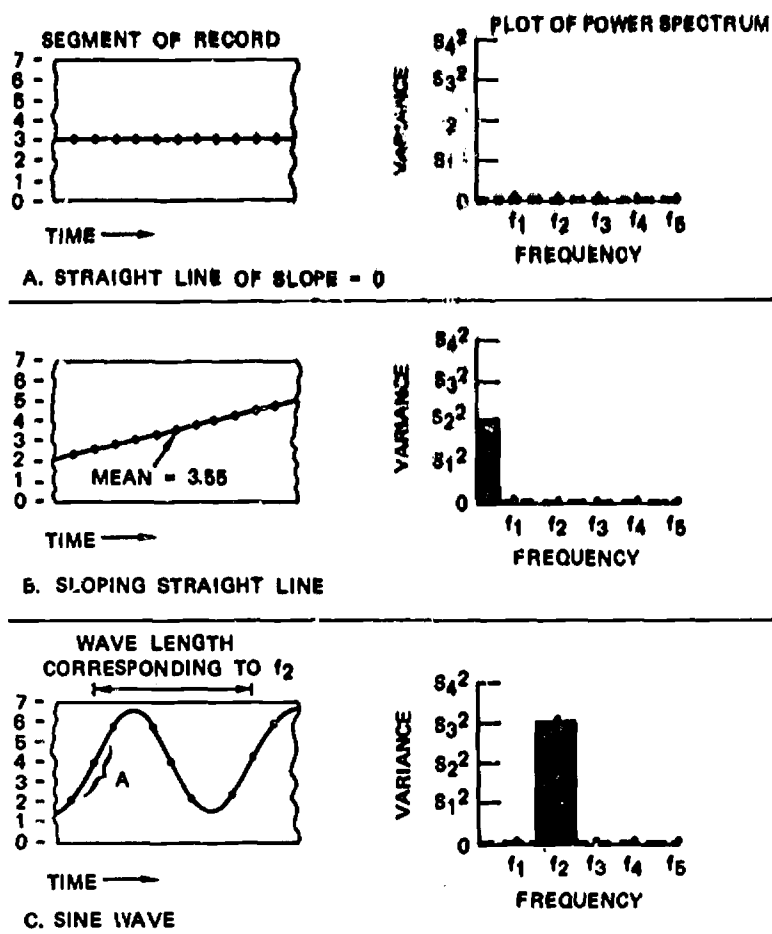 SEGMENT OF RECORD
7
6
5
4
3
2
1
0
TIME
A. STRAIGHT LINE OF SLOPE = 0
PLOT OF POWER SPECTRUM
VARIANCE
S4²
S3²
2
S1²
0
f1 f2 f3 f4 f5
FREQUENCY
7
6
5
4
3
2
1
0
MEAN = 3.55
TIME
B. SLOPING STRAIGHT LINE
VARIANCE
S4²
S3²
S2²
S1²
0
f1 f2 f3 f4 f5
FREQUENCY
WAVE LENGTH
CORRESPONDING TO f2
7
6
5
4
3
2
1
0
A
TIME
C. SINE WAVE
VARIANCE
S4²
S3²
S2²
S1²
0
f1 f2 f3 f4 f5
FREQUENCY